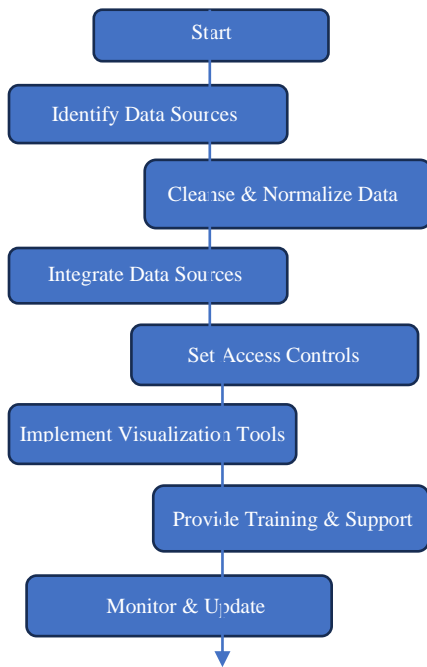 Start
Identify Data Sources
Cleanse & Normalize Data
Integrate Data Sources
Set Access Controls
Implement Visualization Tools
Provide Training & Support
Monitor & Update